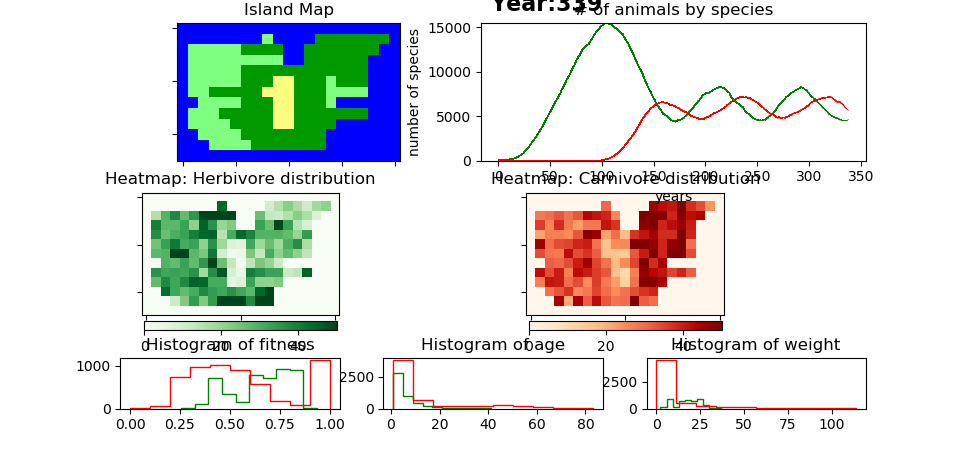 Year:339
Island Map
# of animals by species
number of species
15000
10000
5000
0
0 50 100 150 200 250 300 350
years
Heatmap: Herbivore distribution
Heatmap: Carnivore distribution
0 20 40
0 20 40
Histogram of fitness
Histogram of age
Histogram of weight
1000
0
0.00 0.25 0.50 0.75 1.00
2500
0
0 20 40 60 80
2500
0
0 25 50 75 100